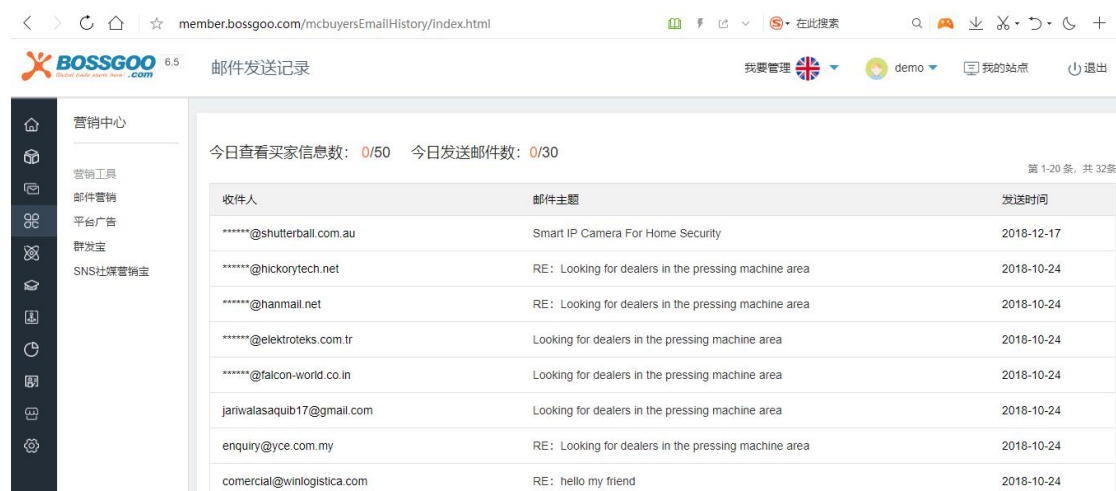 member.bossgoo.com/mcbuyersEmailHistory/index.html
在此搜索
BOSSGOO .com 6.5
Global trade starts here!
邮件发送记录
我要管理
demo
我的站点
退出
营销中心
营销工具
邮件营销
平台广告
群发宝
SNS社媒营销宝
今日查看买家信息数: 0/50 今日发送邮件数: 0/30
第 1-20 条, 共 32条
收件人 邮件主题 发送时间
******@shutterball.com.au Smart IP Camera For Home Security 2018-12-17
******@hickorytech.net RE: Looking for dealers in the pressing machine area 2018-10-24
******@hanmail.net RE: Looking for dealers in the pressing machine area 2018-10-24
******@elektroteks.com.tr Looking for dealers in the pressing machine area 2018-10-24
******@falcon-world.co.in Looking for dealers in the pressing machine area 2018-10-24
jariwalasaquib17@gmail.com Looking for dealers in the pressing machine area 2018-10-24
enquiry@yce.com.my RE: Looking for dealers in the pressing machine area 2018-10-24
comercial@winlogistica.com RE: hello my friend 2018-10-24